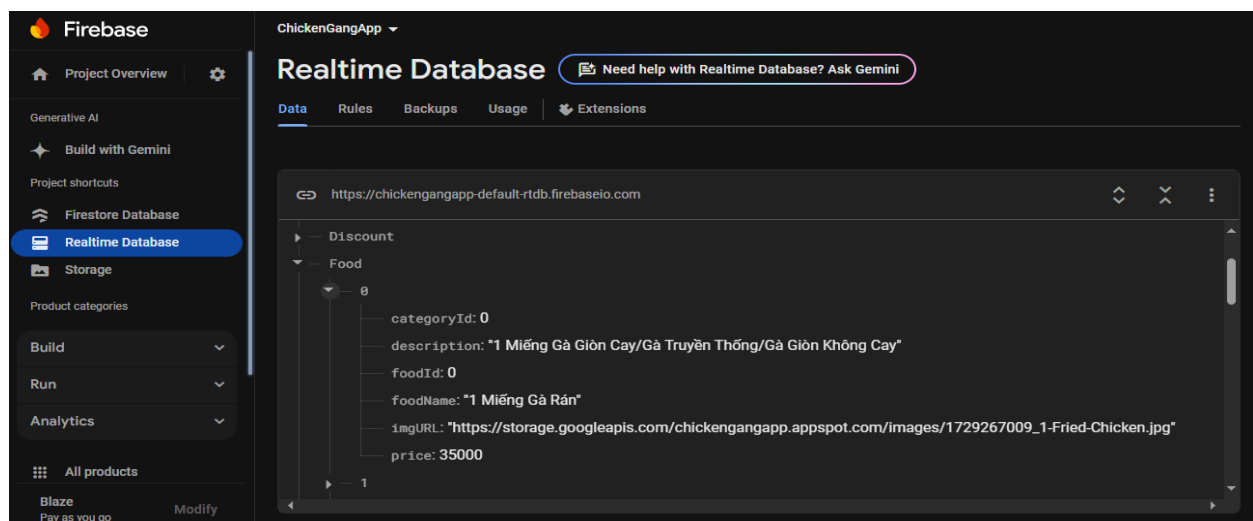 Firebase
Project Overview
Generative AI
Build with Gemini
Project shortcuts
Firestore Database
Realtime Database
Storage
Product categories
Build
Run
Analytics
All products
Blaze
Pay as you go
Modify
ChickenGangApp
Realtime Database
Need help with Realtime Database? Ask Gemini
Data Rules Backups Usage Extensions
https://chickengangapp-default-rtdb.firebaseio.com
Discount
Food
0
categoryId: 0
description: "1 Miếng Gà Giòn Cay/Gà Truyền Thống/Gà Giòn Không Cay"
foodId: 0
foodName: "1 Miếng Gà Rán"
imgURL: "https://storage.googleapis.com/chickengangapp.appspot.com/images/1729267009_1-Fried-Chicken.jpg"
price: 35000
1